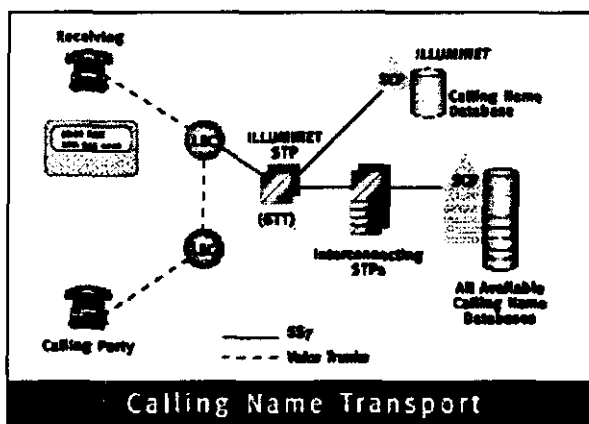 Receiving
ILLUMINET
SCP
Calling Name
Database
LEC
ILLUMINET
STP
SCP
(GTT)
Interconnecting
STPs
LEC
All Available
Calling Name
Databases
Calling Party
SS7
Voice Trunks
Calling Name Transport